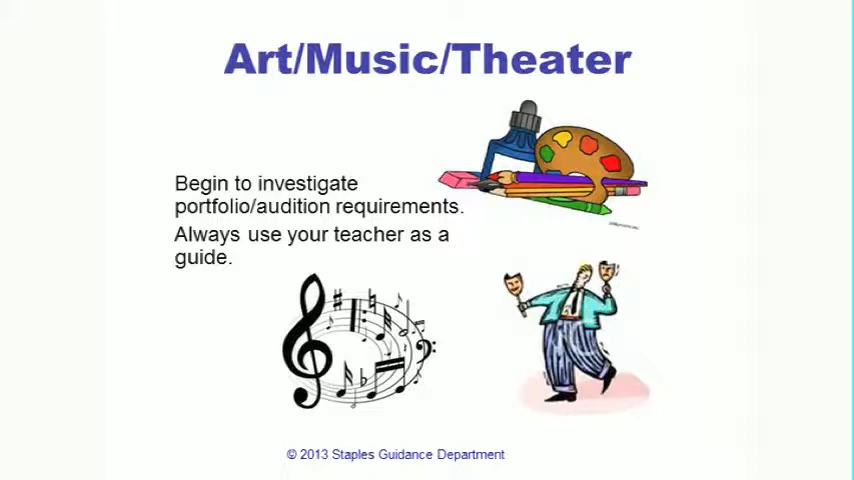 Art/Music/Theater
Begin to investigate
portfolio/audition requirements.
Always use your teacher as a
guide.
© 2013 Staples Guidance Department